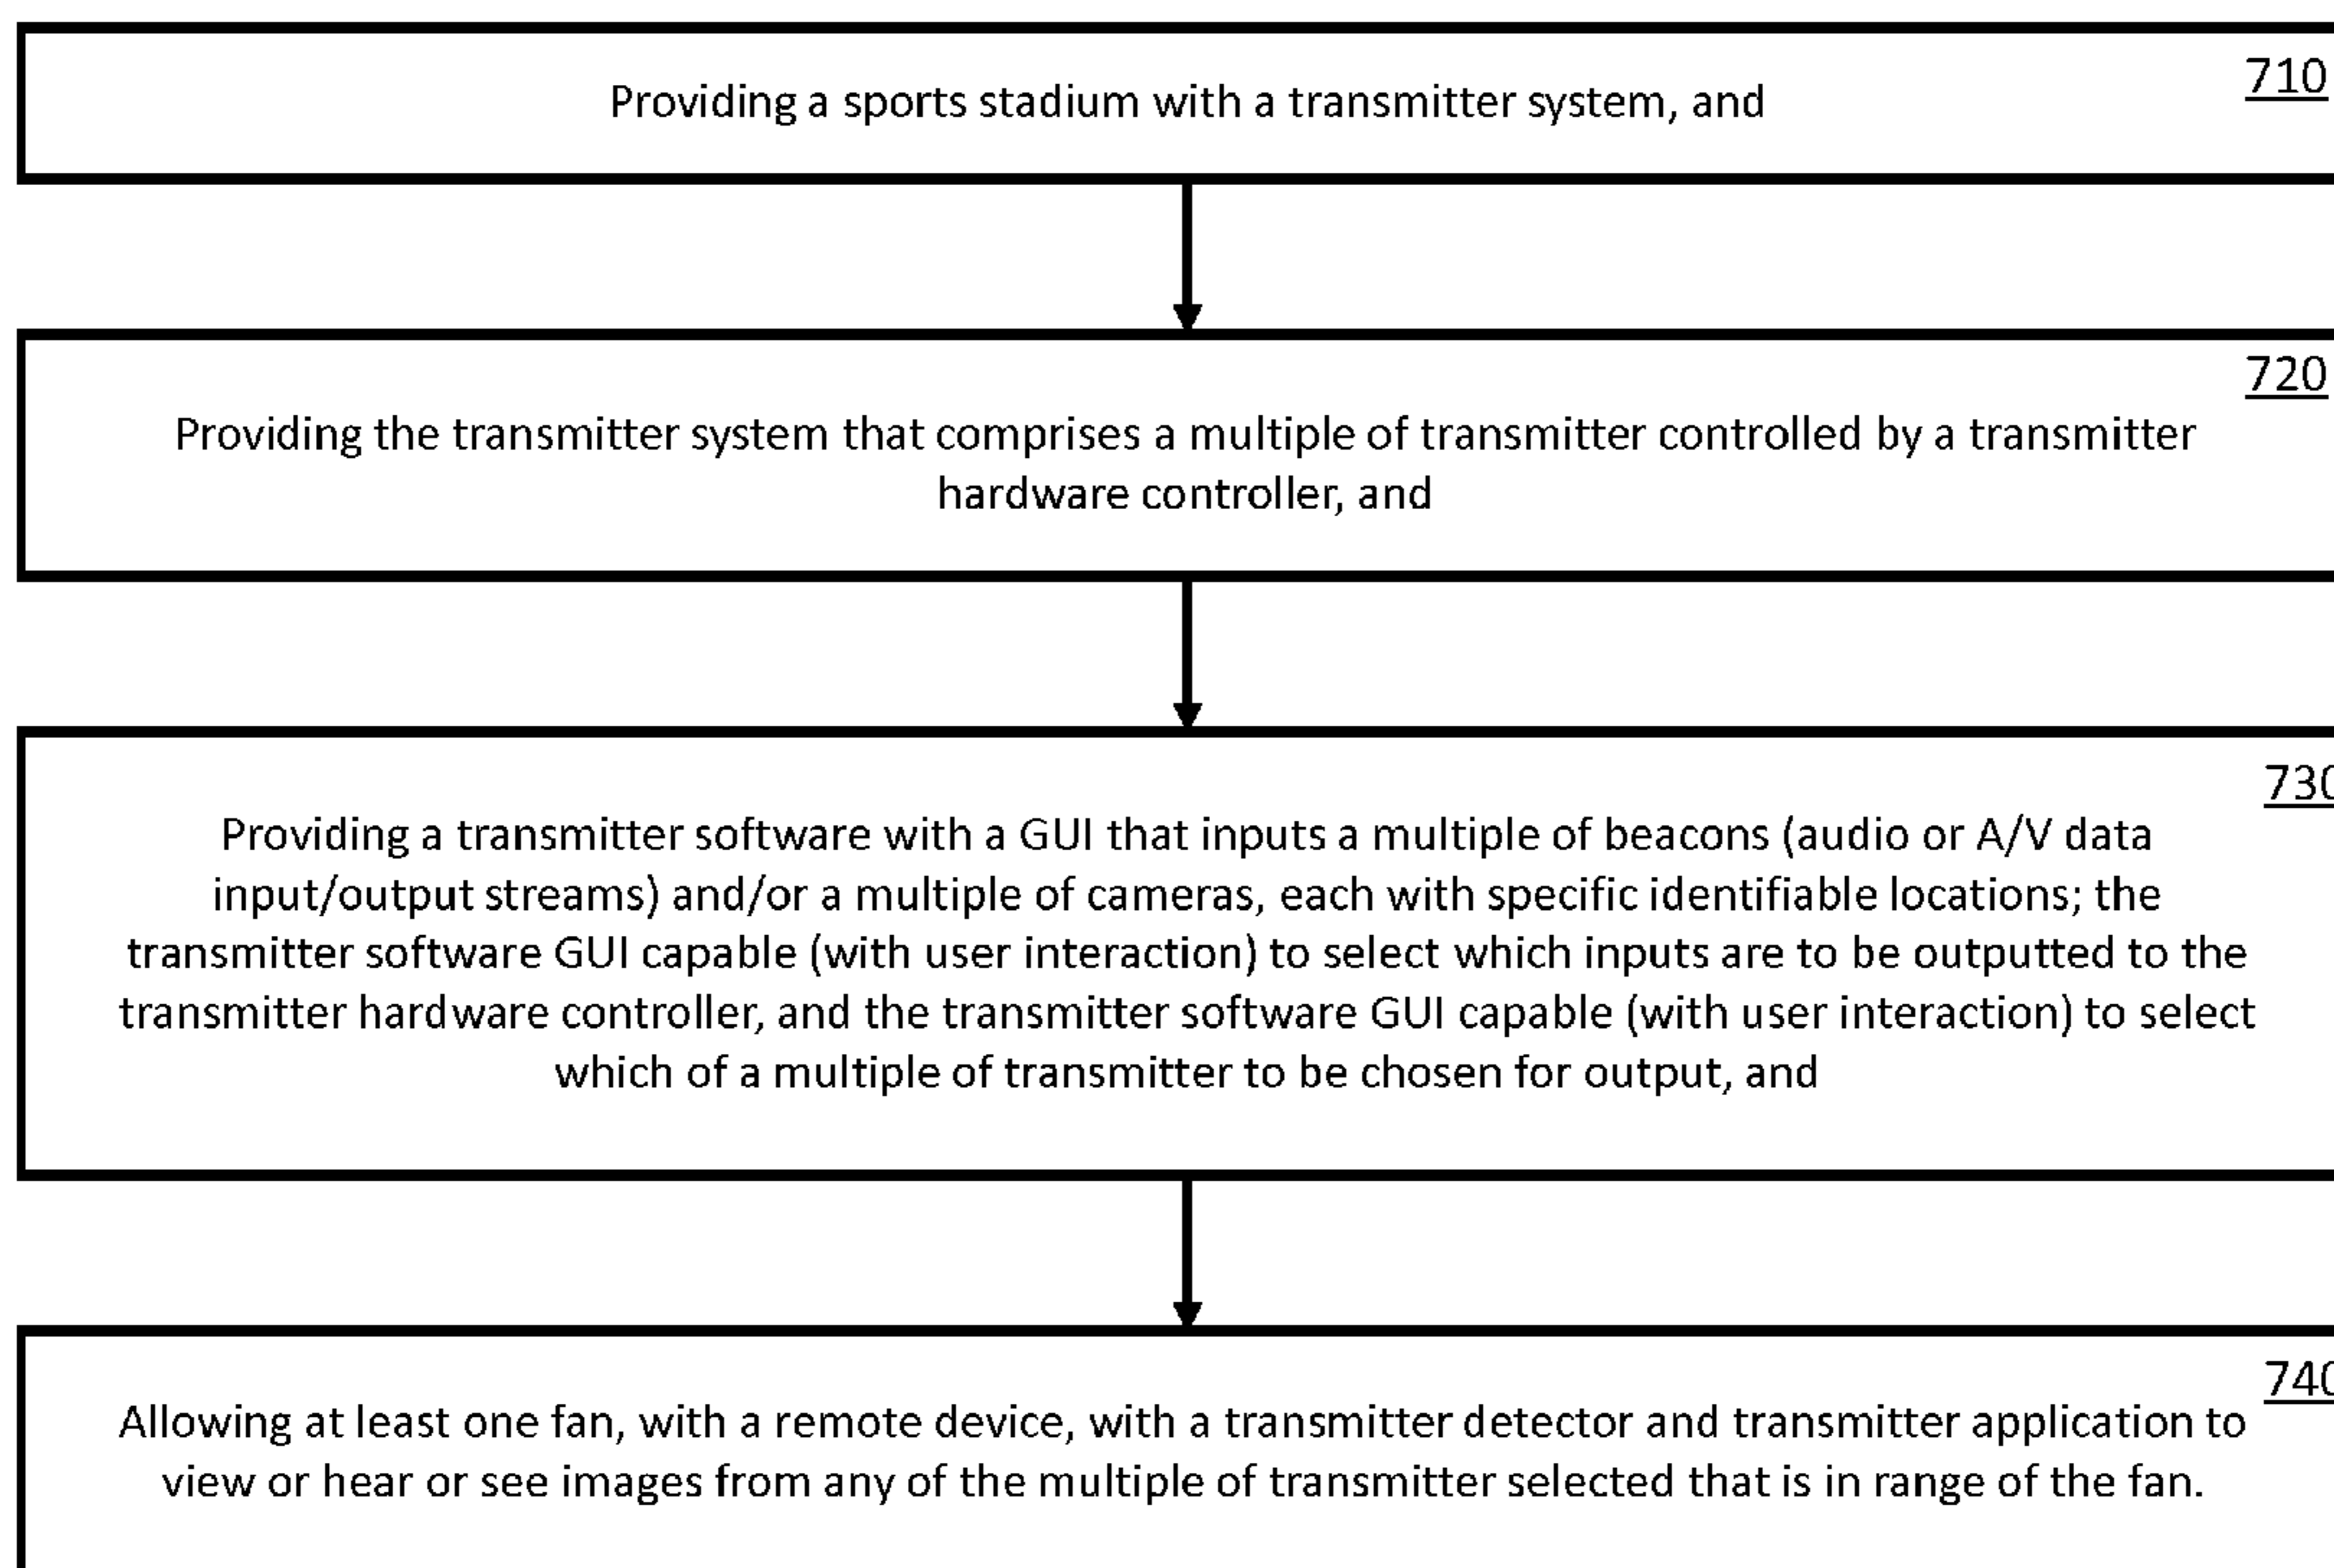 710
Providing a sports stadium with a transmitter system, and
720
Providing the transmitter system that comprises a multiple of transmitter controlled by a transmitter
hardware controller, and
730
Providing a transmitter software with a GUI that inputs a multiple of beacons (audio or A/V data
input/output streams) and/or a multiple of cameras, each with specific identifiable locations; the
transmitter software GUI capable (with user interaction) to select which inputs are to be outputted to the
transmitter hardware controller, and the transmitter software GUI capable (with user interaction) to select
which of a multiple of transmitter to be chosen for output, and
740
Allowing at least one fan, with a remote device, with a transmitter detector and transmitter application to
view or hear or see images from any of the multiple of transmitter selected that is in range of the fan.